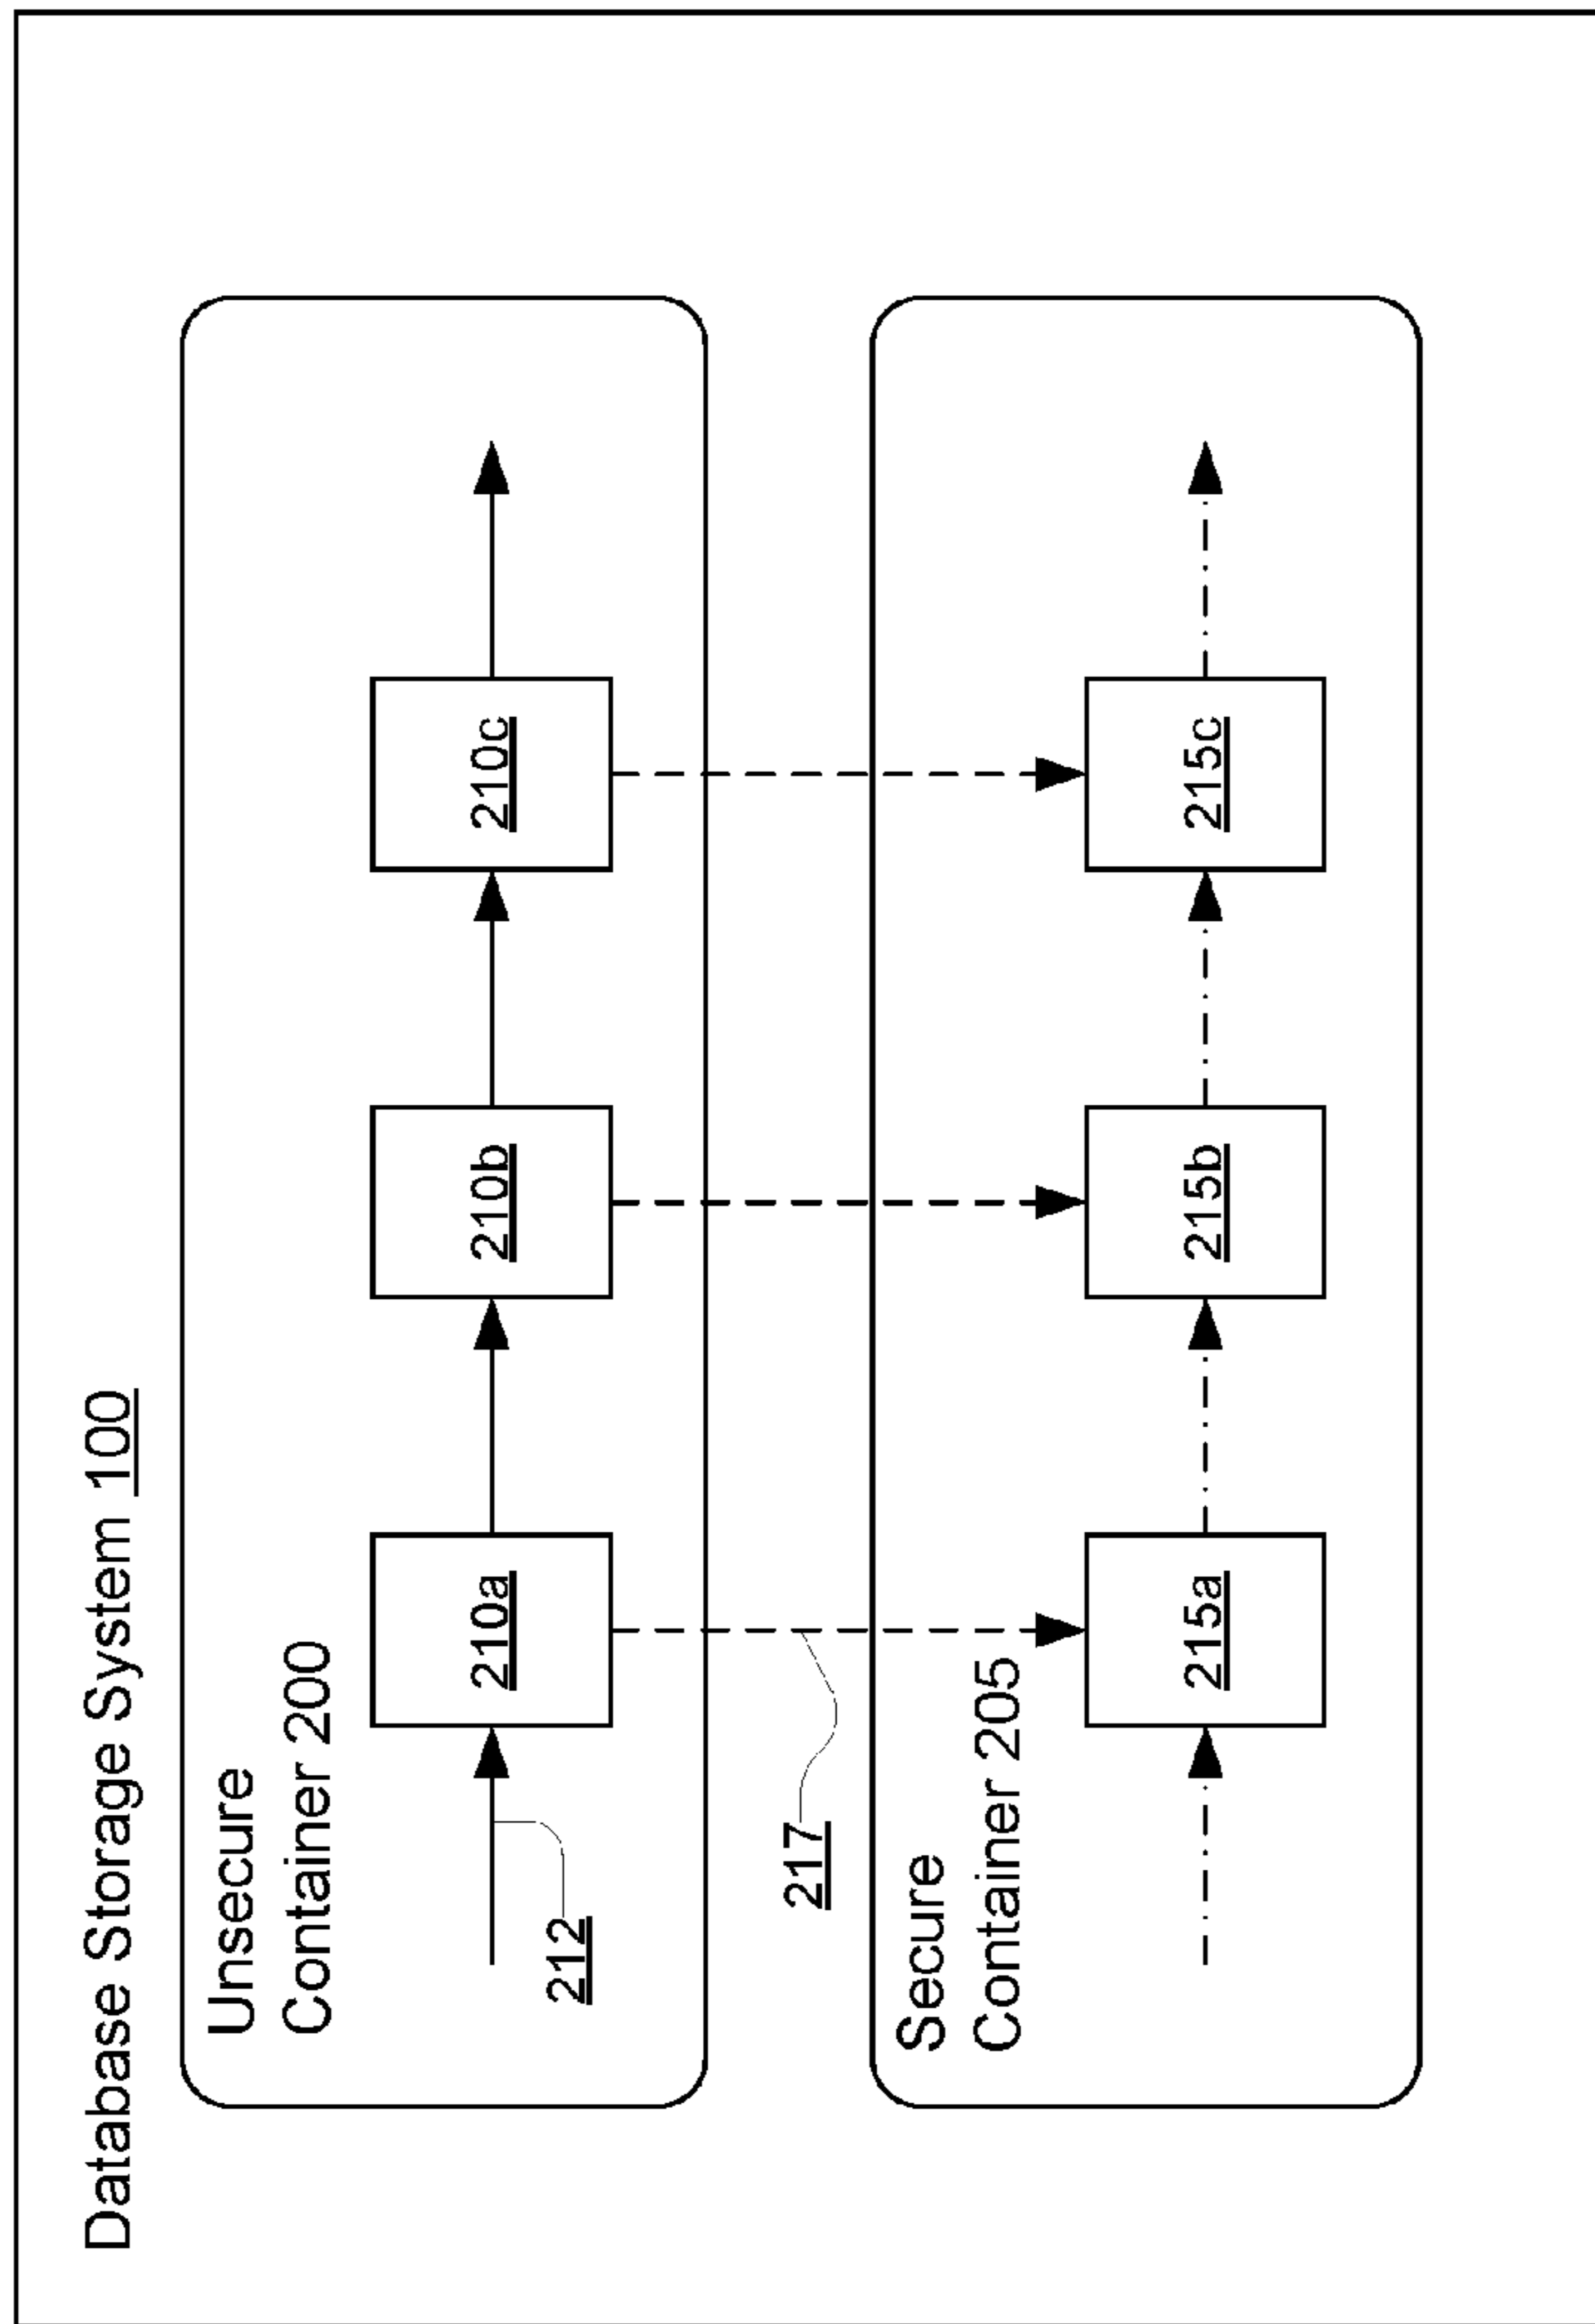 Database Storage System 100
Unsecure
Container 200
210a
210b
210c
212
217
Secure
Container 205
215a
215b
215c